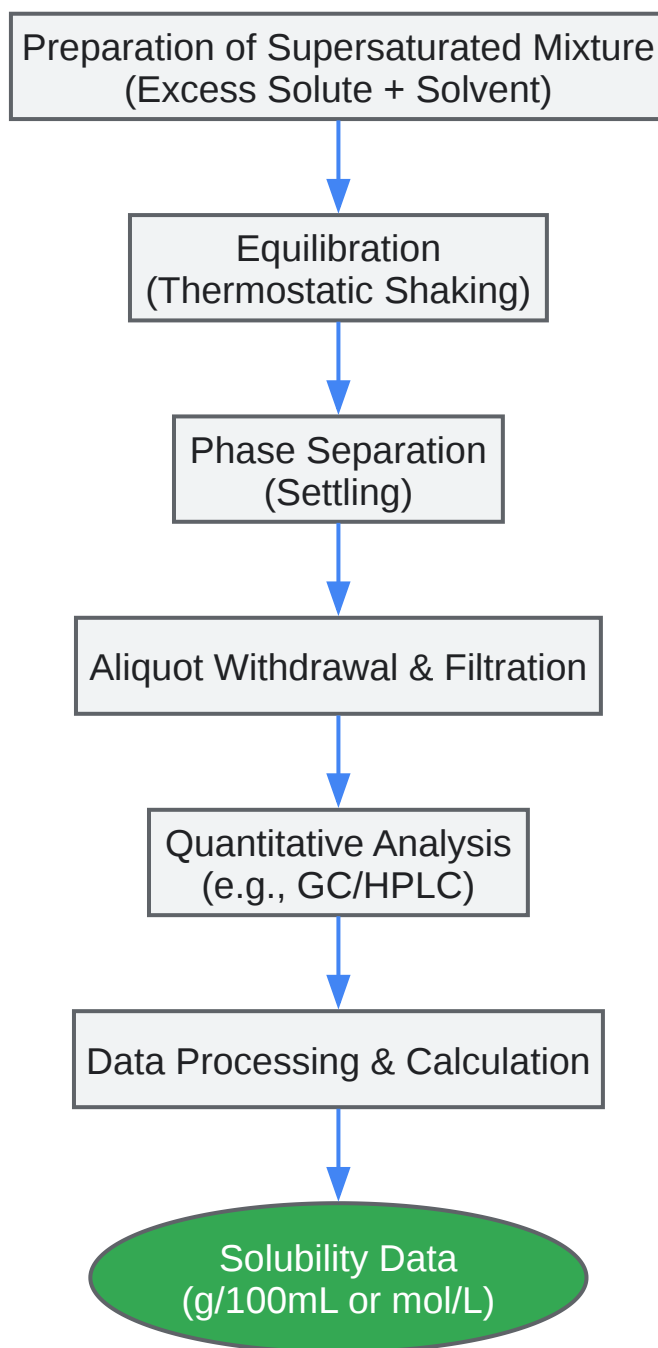 Preparation of Supersaturated Mixture
(Excess Solute + Solvent)
Equilibration
(Thermostatic Shaking)
Phase Separation
(Settling)
Aliquot Withdrawal & Filtration
Quantitative Analysis
(e.g., GC/HPLC)
Data Processing & Calculation
Solubility Data
(g/100mL or mol/L)